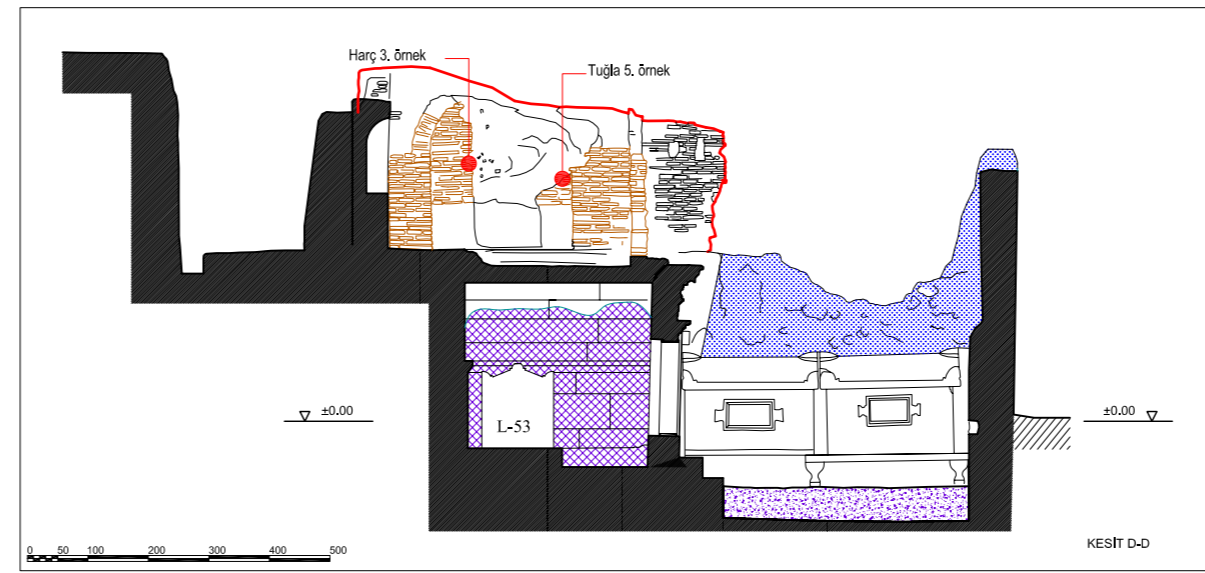 Harç 3. örnek
Tuğla 5. örnek
±0.00
±0.00
L-53
0 50 100 200 300 400 500
KESİT D-D